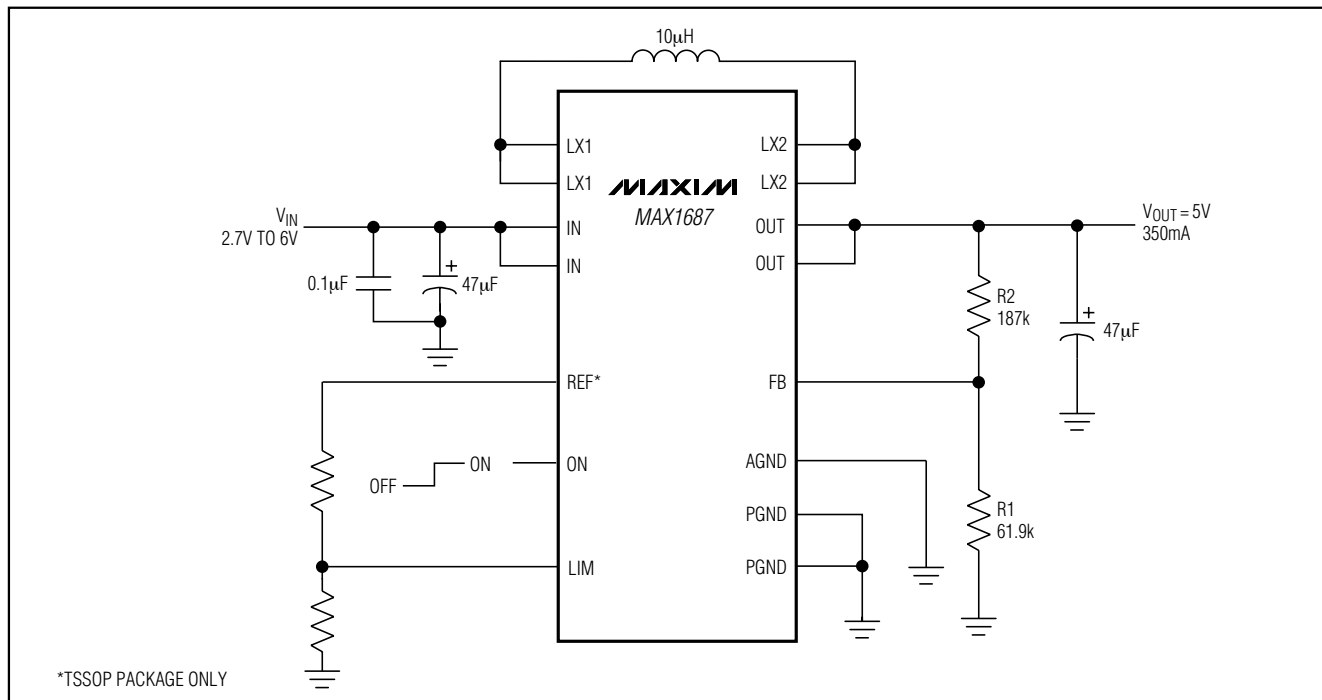 10µH
LX1
LX2
LX1
LX2
MAXIM
MAX1687
VIN
2.7V TO 6V
IN
OUT
VOUT = 5V
350mA
IN
OUT
0.1µF
+
47µF
R2
187k
+
47µF
REF*
FB
OFF
ON
ON
AGND
PGND
R1
61.9k
LIM
PGND
*TSSOP PACKAGE ONLY